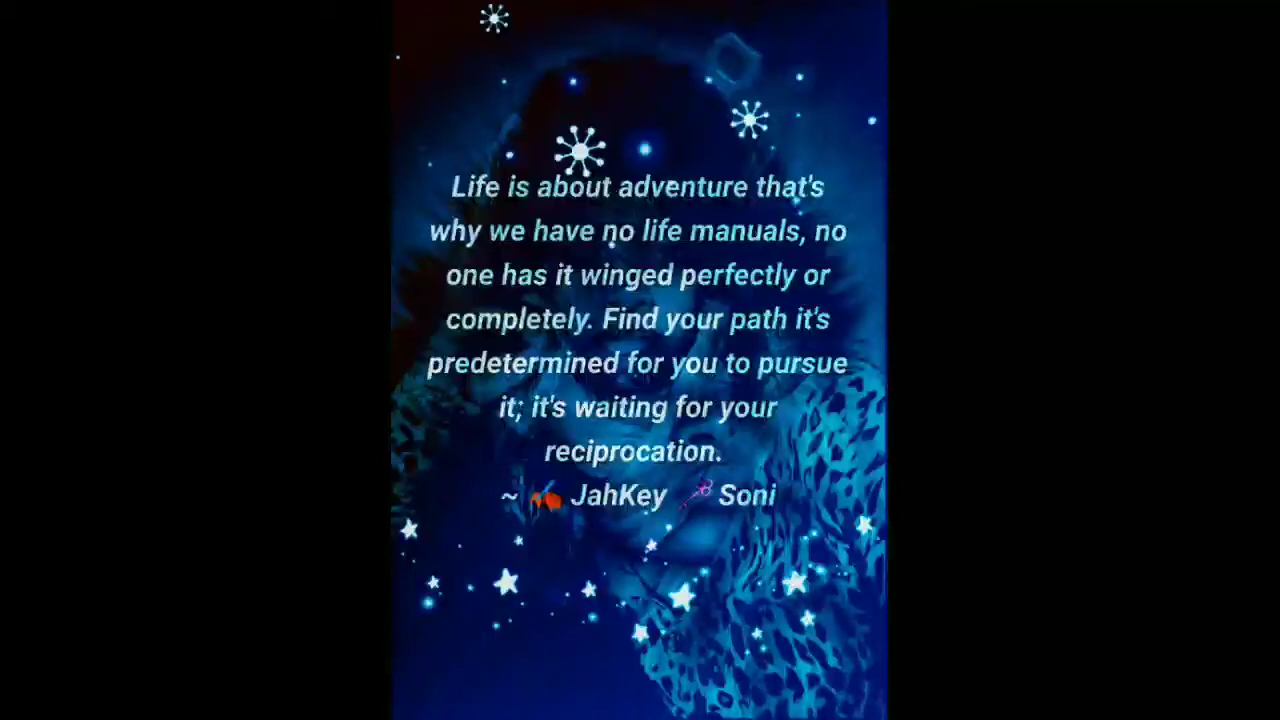 Life is about adventure that's
why we have no life manuals, no
one has it winged perfectly or
completely. Find your path it's
predetermined for you to pursue
it; it's waiting for your
reciprocation.
~ ✍️ JahKey 🗝️ Soni